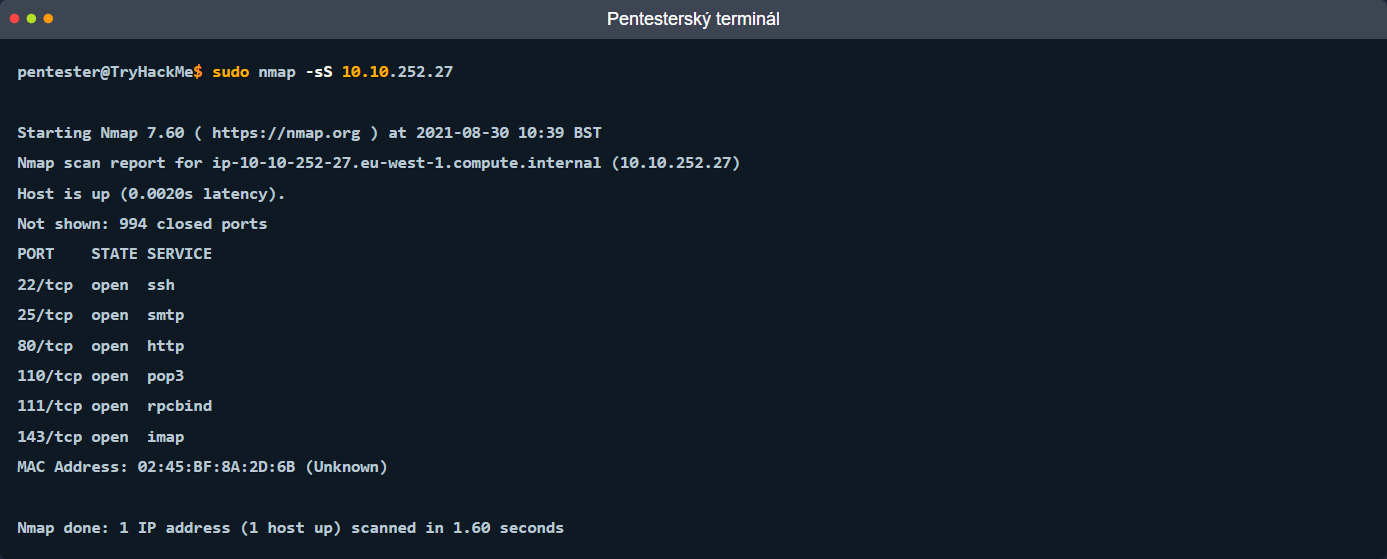 Pentesterský terminál
pentester@TryHackMe$ sudo nmap -sS 10.10.252.27
Starting Nmap 7.60 ( https://nmap.org ) at 2021-08-30 10:39 BST
Nmap scan report for ip-10-10-252-27.eu-west-1.compute.internal (10.10.252.27)
Host is up (0.0020s latency).
Not shown: 994 closed ports
PORT    STATE SERVICE
22/tcp  open  ssh
25/tcp  open  smtp
80/tcp  open  http
110/tcp open  pop3
111/tcp open  rpcbind
143/tcp open  imap
MAC Address: 02:45:BF:8A:2D:6B (Unknown)
Nmap done: 1 IP address (1 host up) scanned in 1.60 seconds